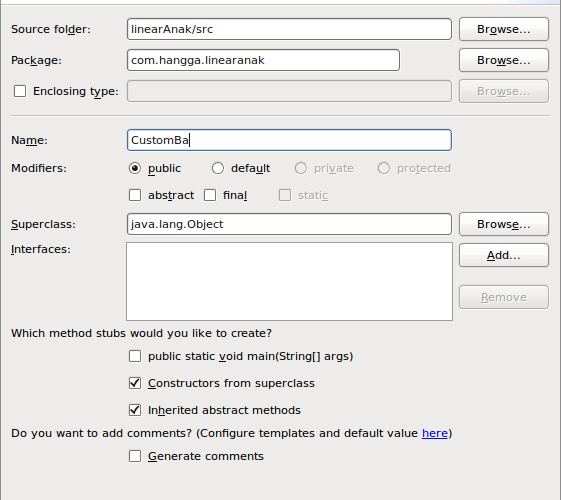 Source folder: linearAnak/src Browse...
Package: com.hangga.linearanak Browse...
Enclosing type: Browse...
Name: CustomBa
Modifiers: public default private protected
abstract final static
Superclass: java.lang.Object Browse...
Interfaces: Add...
Remove
Which method stubs would you like to create?
public static void main(String[] args)
Constructors from superclass
Inherited abstract methods
Do you want to add comments? (Configure templates and default value here)
Generate comments